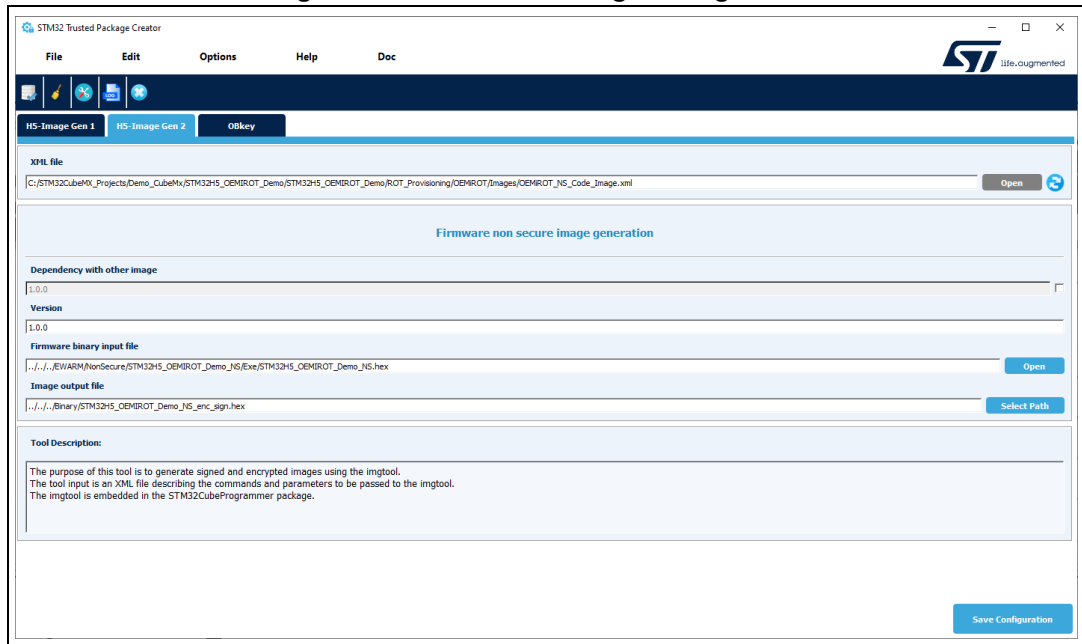 STM32 Trusted Package Creator
File Edit Options Help Doc
life.augmented
LOG
H5-Image Gen 1 H5-Image Gen 2 OBkey
XML file
C:/STM32CubeMX_Projects/Demo_CubeMx/STM32H5_OEMIROT_Demo/STM32H5_OEMIROT_Demo/ROT_Provisioning/OEMiROT/Images/OEMiROT_NS_Code_Image.xml Open
Firmware non secure image generation
Dependency with other image
1.0.0
Version
1.0.0
Firmware binary input file
../../../EWARM/NonSecure/STM32H5_OEMIROT_Demo_NS/Exe/STM32H5_OEMIROT_Demo_NS.hex Open
Image output file
../../../Binary/STM32H5_OEMIROT_Demo_NS_enc_sign.hex Select Path
Tool Description:
The purpose of this tool is to generate signed and encrypted images using the imgtool.
The tool input is an XML file describing the commands and parameters to be passed to the imgtool.
The imgtool is embedded in the STM32CubeProgrammer package.
Save Configuration